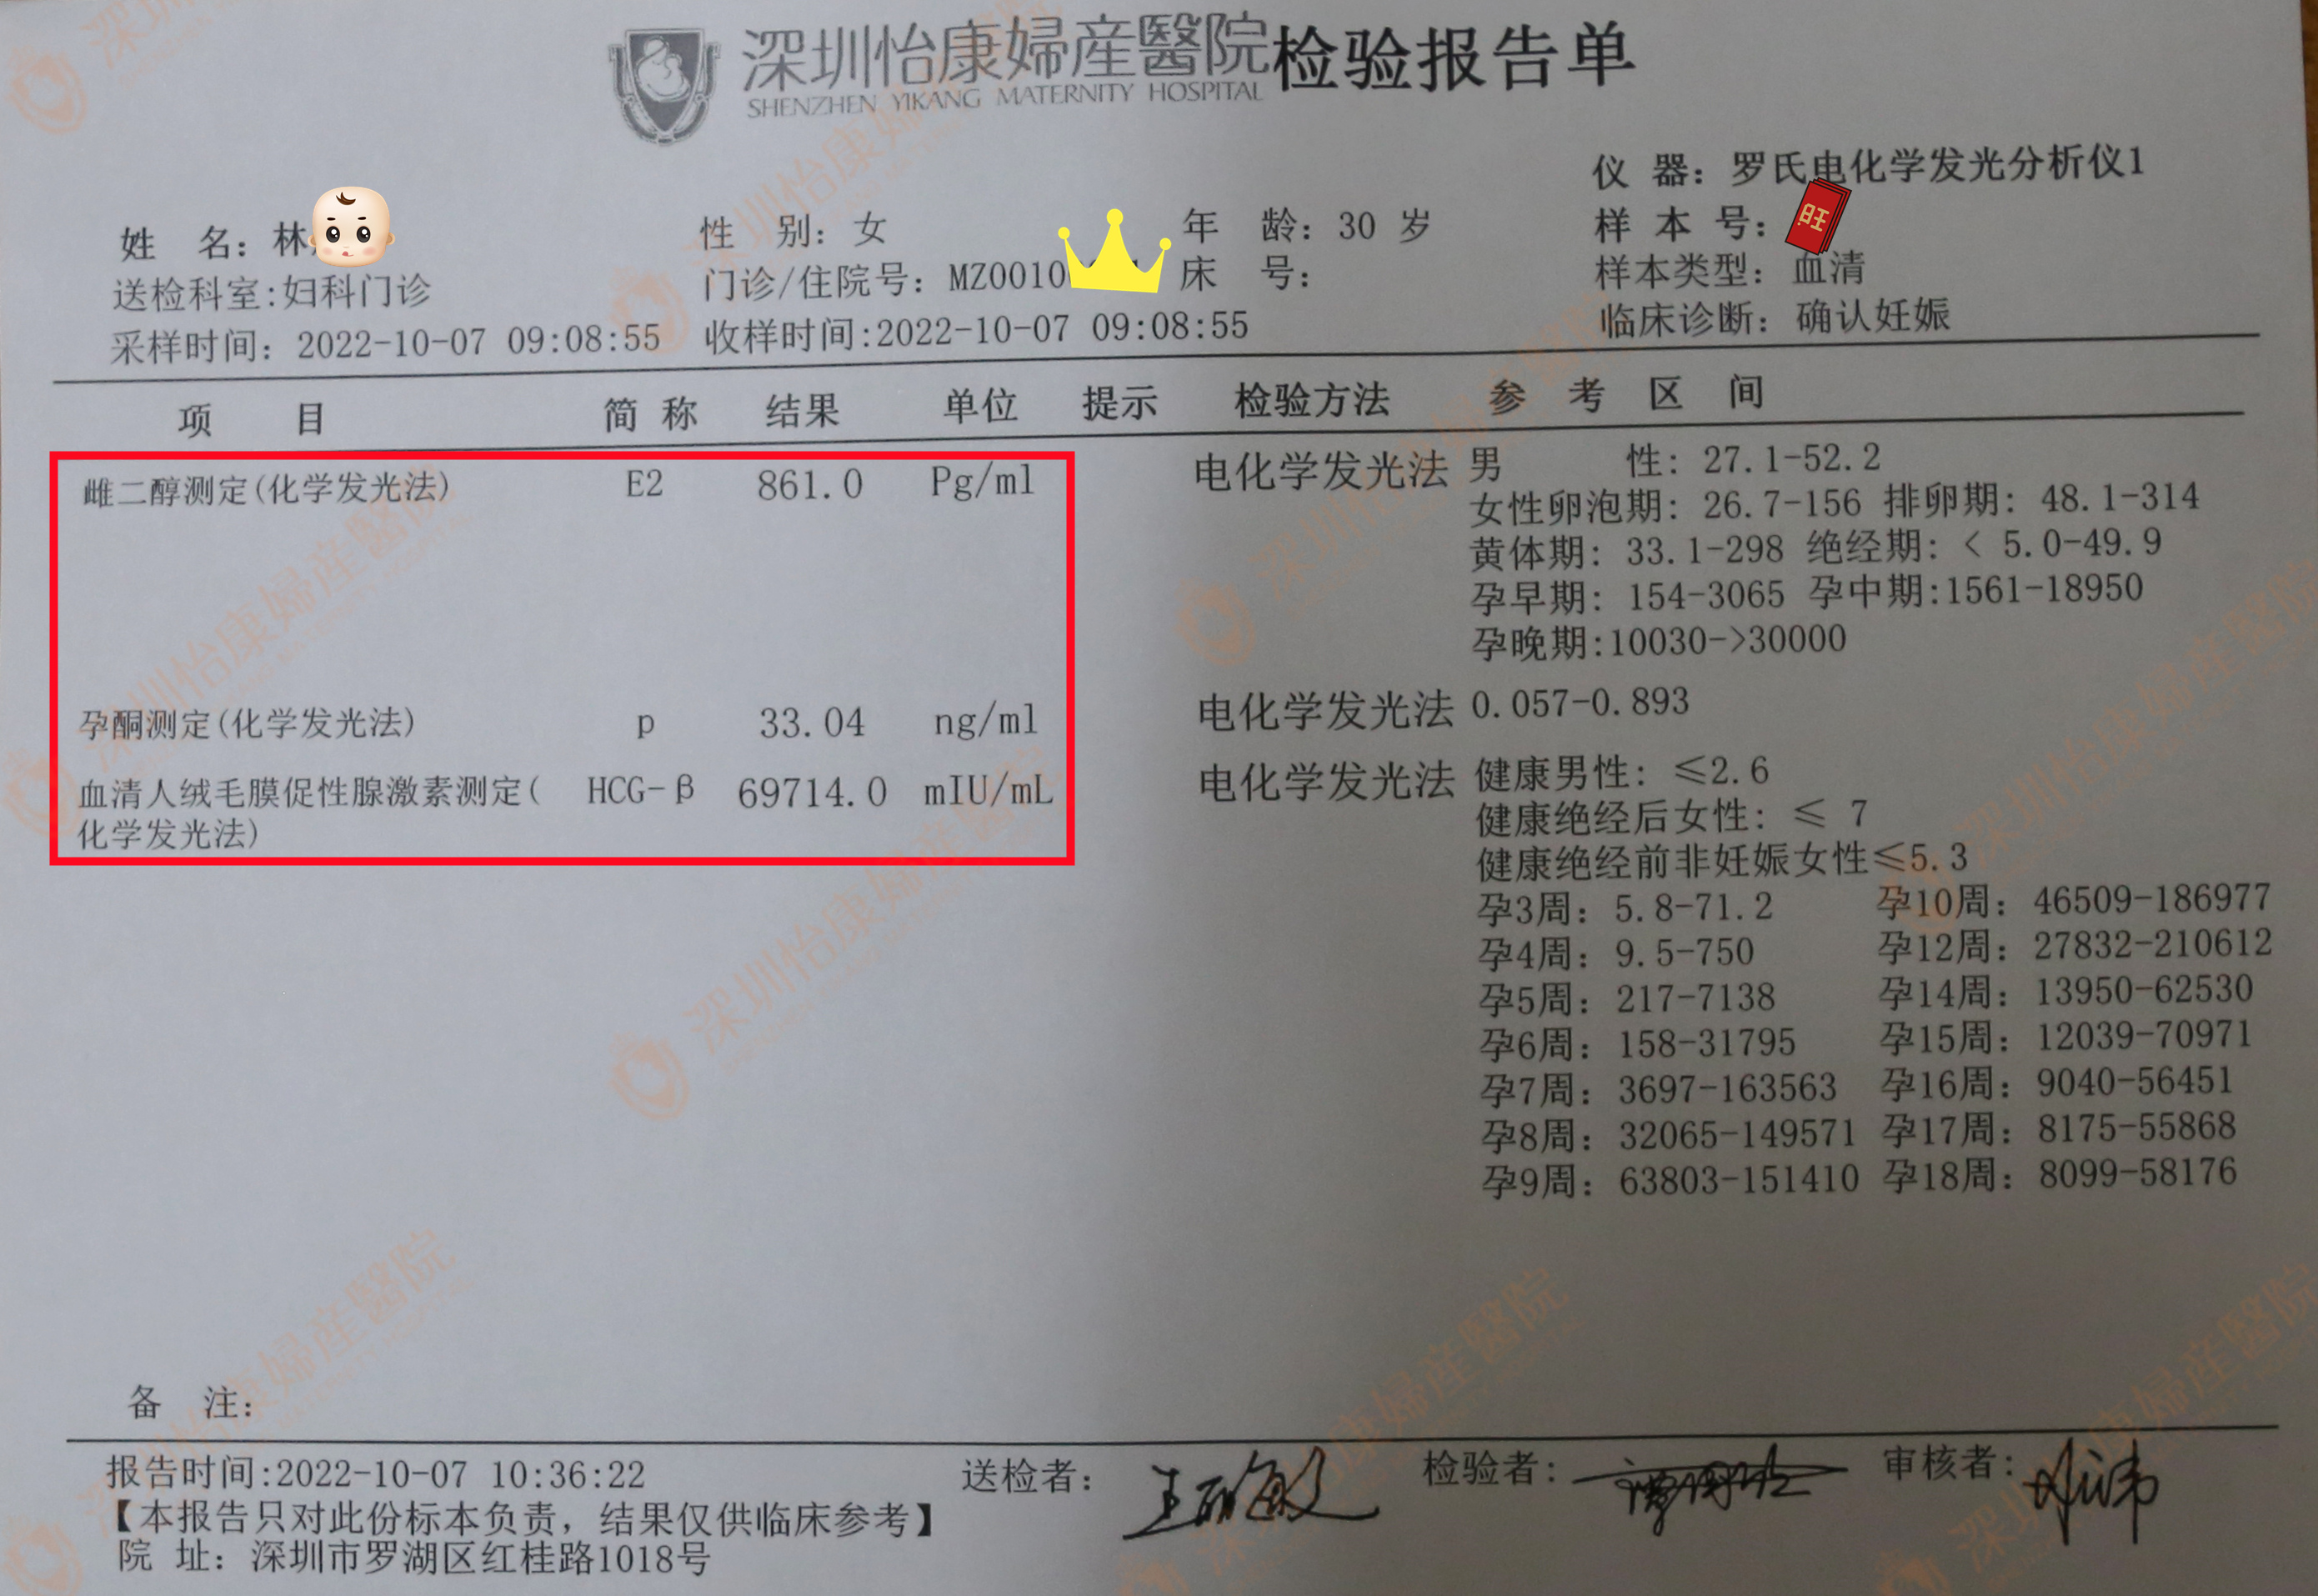 深圳怡康婦産醫院检验报告单
SHENZHEN YIKANG MATERNITY HOSPITAL
仪 器: 罗氏电化学发光分析仪1
姓 名: 林 性 别: 女 年 龄: 30 岁 样 本 号:
旺
送检科室:妇科门诊 门诊/住院号: MZ0010 床 号: 样本类型: 血清
采样时间: 2022-10-07 09:08:55 收样时间:2022-10-07 09:08:55 临床诊断: 确认妊娠
项 目 简 称 结果 单位 提示 检验方法 参 考 区 间
雌二醇测定(化学发光法) E2 861.0 Pg/ml 电化学发光法 男 性: 27.1-52.2
女性卵泡期: 26.7-156 排卵期: 48.1-314
黄体期: 33.1-298 绝经期: < 5.0-49.9
孕早期: 154-3065 孕中期:1561-18950
孕晚期:10030->30000
孕酮测定(化学发光法) p 33.04 ng/ml 电化学发光法 0.057-0.893
血清人绒毛膜促性腺激素测定( HCG-β 69714.0 mIU/mL 电化学发光法 健康男性: ≤2.6
化学发光法) 健康绝经后女性: ≤ 7
健康绝经前非妊娠女性≤5.3
孕3周: 5.8-71.2 孕10周: 46509-186977
孕4周: 9.5-750 孕12周: 27832-210612
孕5周: 217-7138 孕14周: 13950-62530
孕6周: 158-31795 孕15周: 12039-70971
孕7周: 3697-163563 孕16周: 9040-56451
孕8周: 32065-149571 孕17周: 8175-55868
孕9周: 63803-151410 孕18周: 8099-58176
备 注:
报告时间:2022-10-07 10:36:22 送检者: 检验者: 审核者:
【本报告只对此份标本负责, 结果仅供临床参考】
院 址: 深圳市罗湖区红桂路1018号